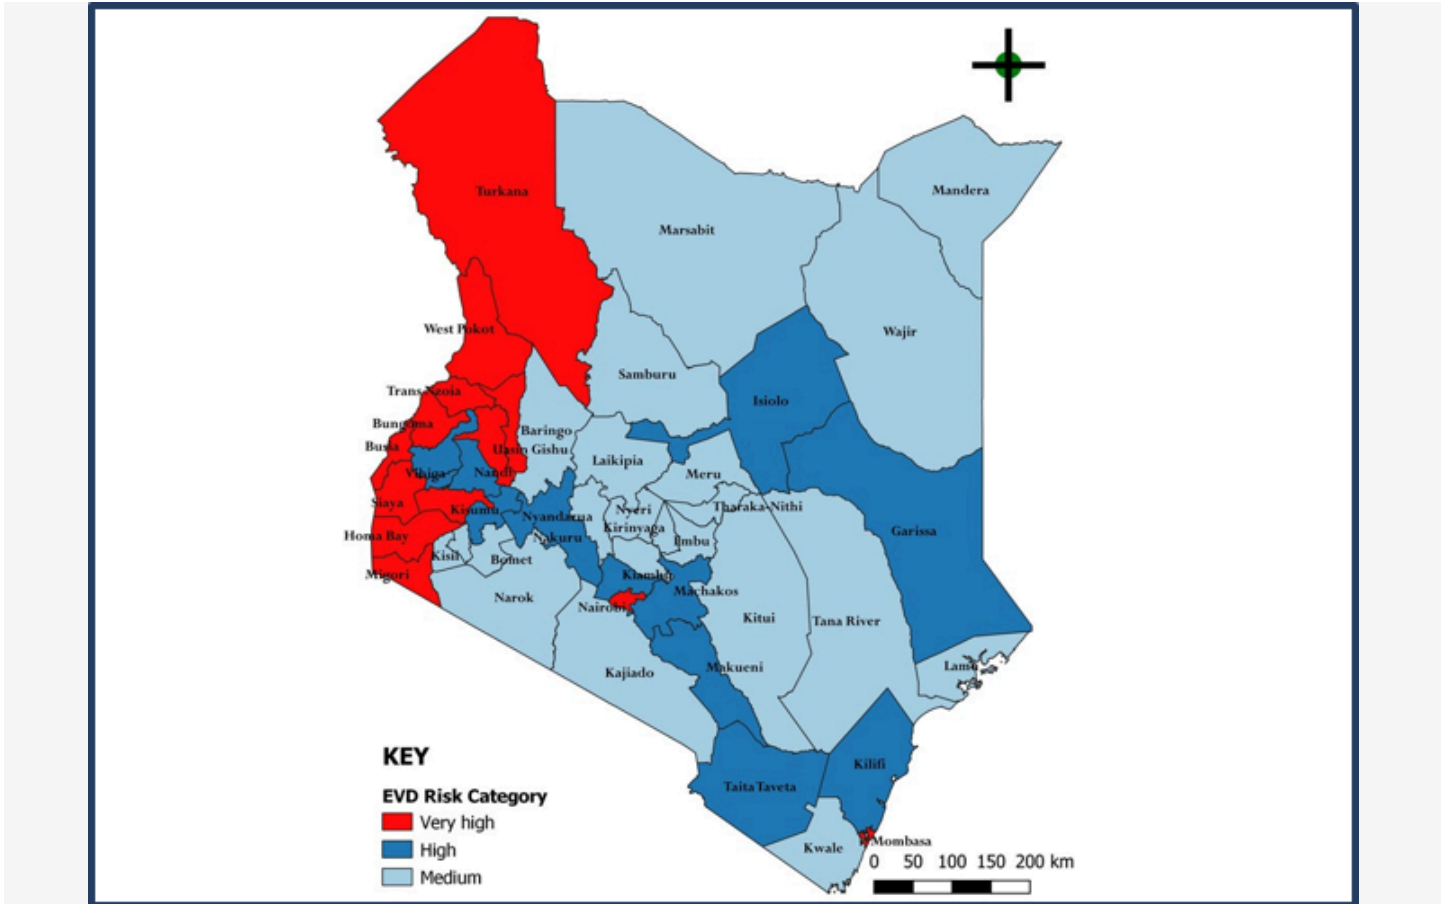 Turkana
Mandera
Marsabit
West Pokot
Wajir
Samburu
Trans-Nzoia
Isiolo
Bungoma
Baringo
Busia
Uasin Gishu
Laikipia
Vihiga
Nandi
Meru
Siaya
Kisumu
Nyandarua
Nyeri
Tharaka-Nithi
Kirinyaga
Garissa
Homa Bay
Nakuru
Embu
Kisii
Bomet
Migori
Kiambu
Machakos
Narok
Nairobi
Kitui
Tana River
Kajiado
Makueni
Lamu
KEY
Kilifi
Taita Taveta
EVD Risk Category
Very high
High
Medium
Mombasa
Kwale
0 50 100 150 200 km